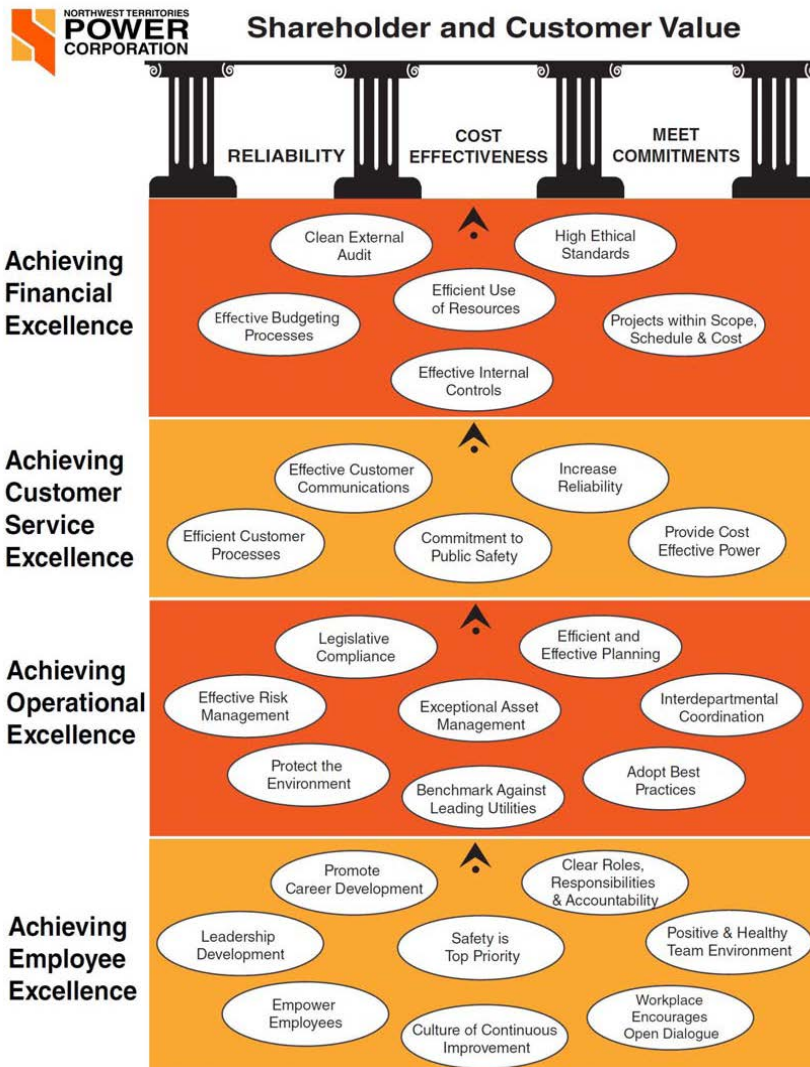 NORTHWEST TERRITORIES
POWER
CORPORATION
Shareholder and Customer Value
RELIABILITY
COST
EFFECTIVENESS
MEET
COMMITMENTS
Achieving
Financial
Excellence
Clean External
Audit
High Ethical
Standards
Efficient Use
of Resources
Effective Budgeting
Processes
Projects within Scope,
Schedule & Cost
Effective Internal
Controls
Achieving
Customer
Service
Excellence
Effective Customer
Communications
Increase
Reliability
Efficient Customer
Processes
Commitment to
Public Safety
Provide Cost
Effective Power
Achieving
Operational
Excellence
Legislative
Compliance
Efficient and
Effective Planning
Effective Risk
Management
Exceptional Asset
Management
Interdepartmental
Coordination
Protect the
Environment
Benchmark Against
Leading Utilities
Adopt Best
Practices
Achieving
Employee
Excellence
Promote
Career Development
Clear Roles,
Responsibilities
& Accountability
Leadership
Development
Safety is
Top Priority
Positive & Healthy
Team Environment
Empower
Employees
Culture of Continuous
Improvement
Workplace
Encourages
Open Dialogue